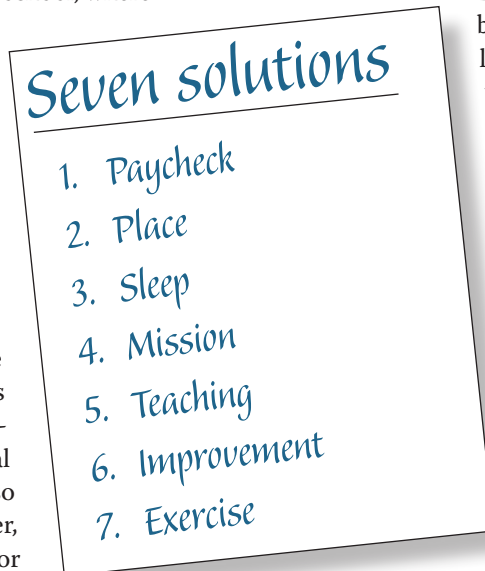 Seven solutions
1. Paycheck
2. Place
3. Sleep
4. Mission
5. Teaching
6. Improvement
7. Exercise